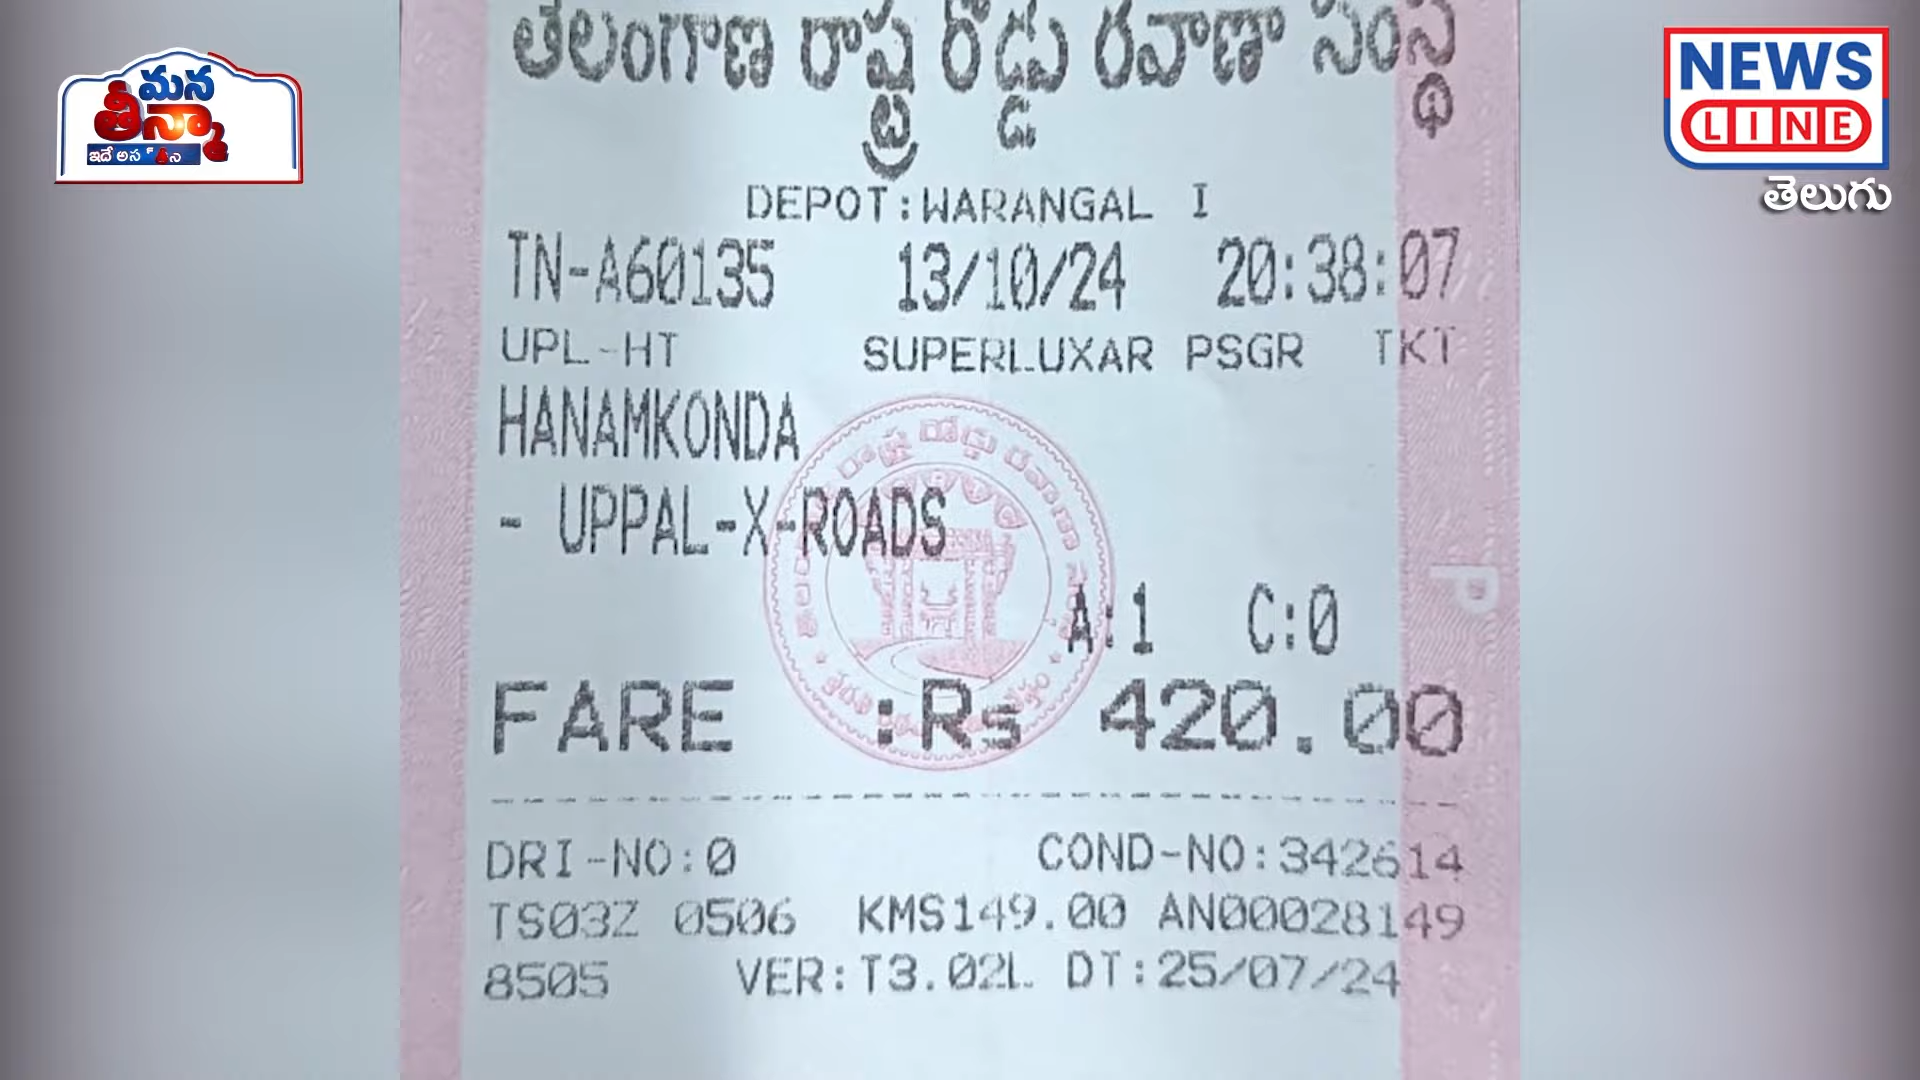 తెలంగాణ రాష్ట్ర రోడ్డు రవాణా సంస్థ
DEPOT:WARANGAL I
TN-A60135 13/10/24 20:38:07
UPL-HT SUPERLUXAR PSGR TKT
HANAMKONDA
- UPPAL-X-ROADS
A:1 C:0
FARE :Rs 420.00
DRI-NO:0 COND-NO:342614
TS03Z 0506 KMS149.00 AN00028149
8505 VER:T3.02L DT:25/07/24
P
మన
తీన్మార్
ఇదే అస
NEWS
LINE
తెలుగు